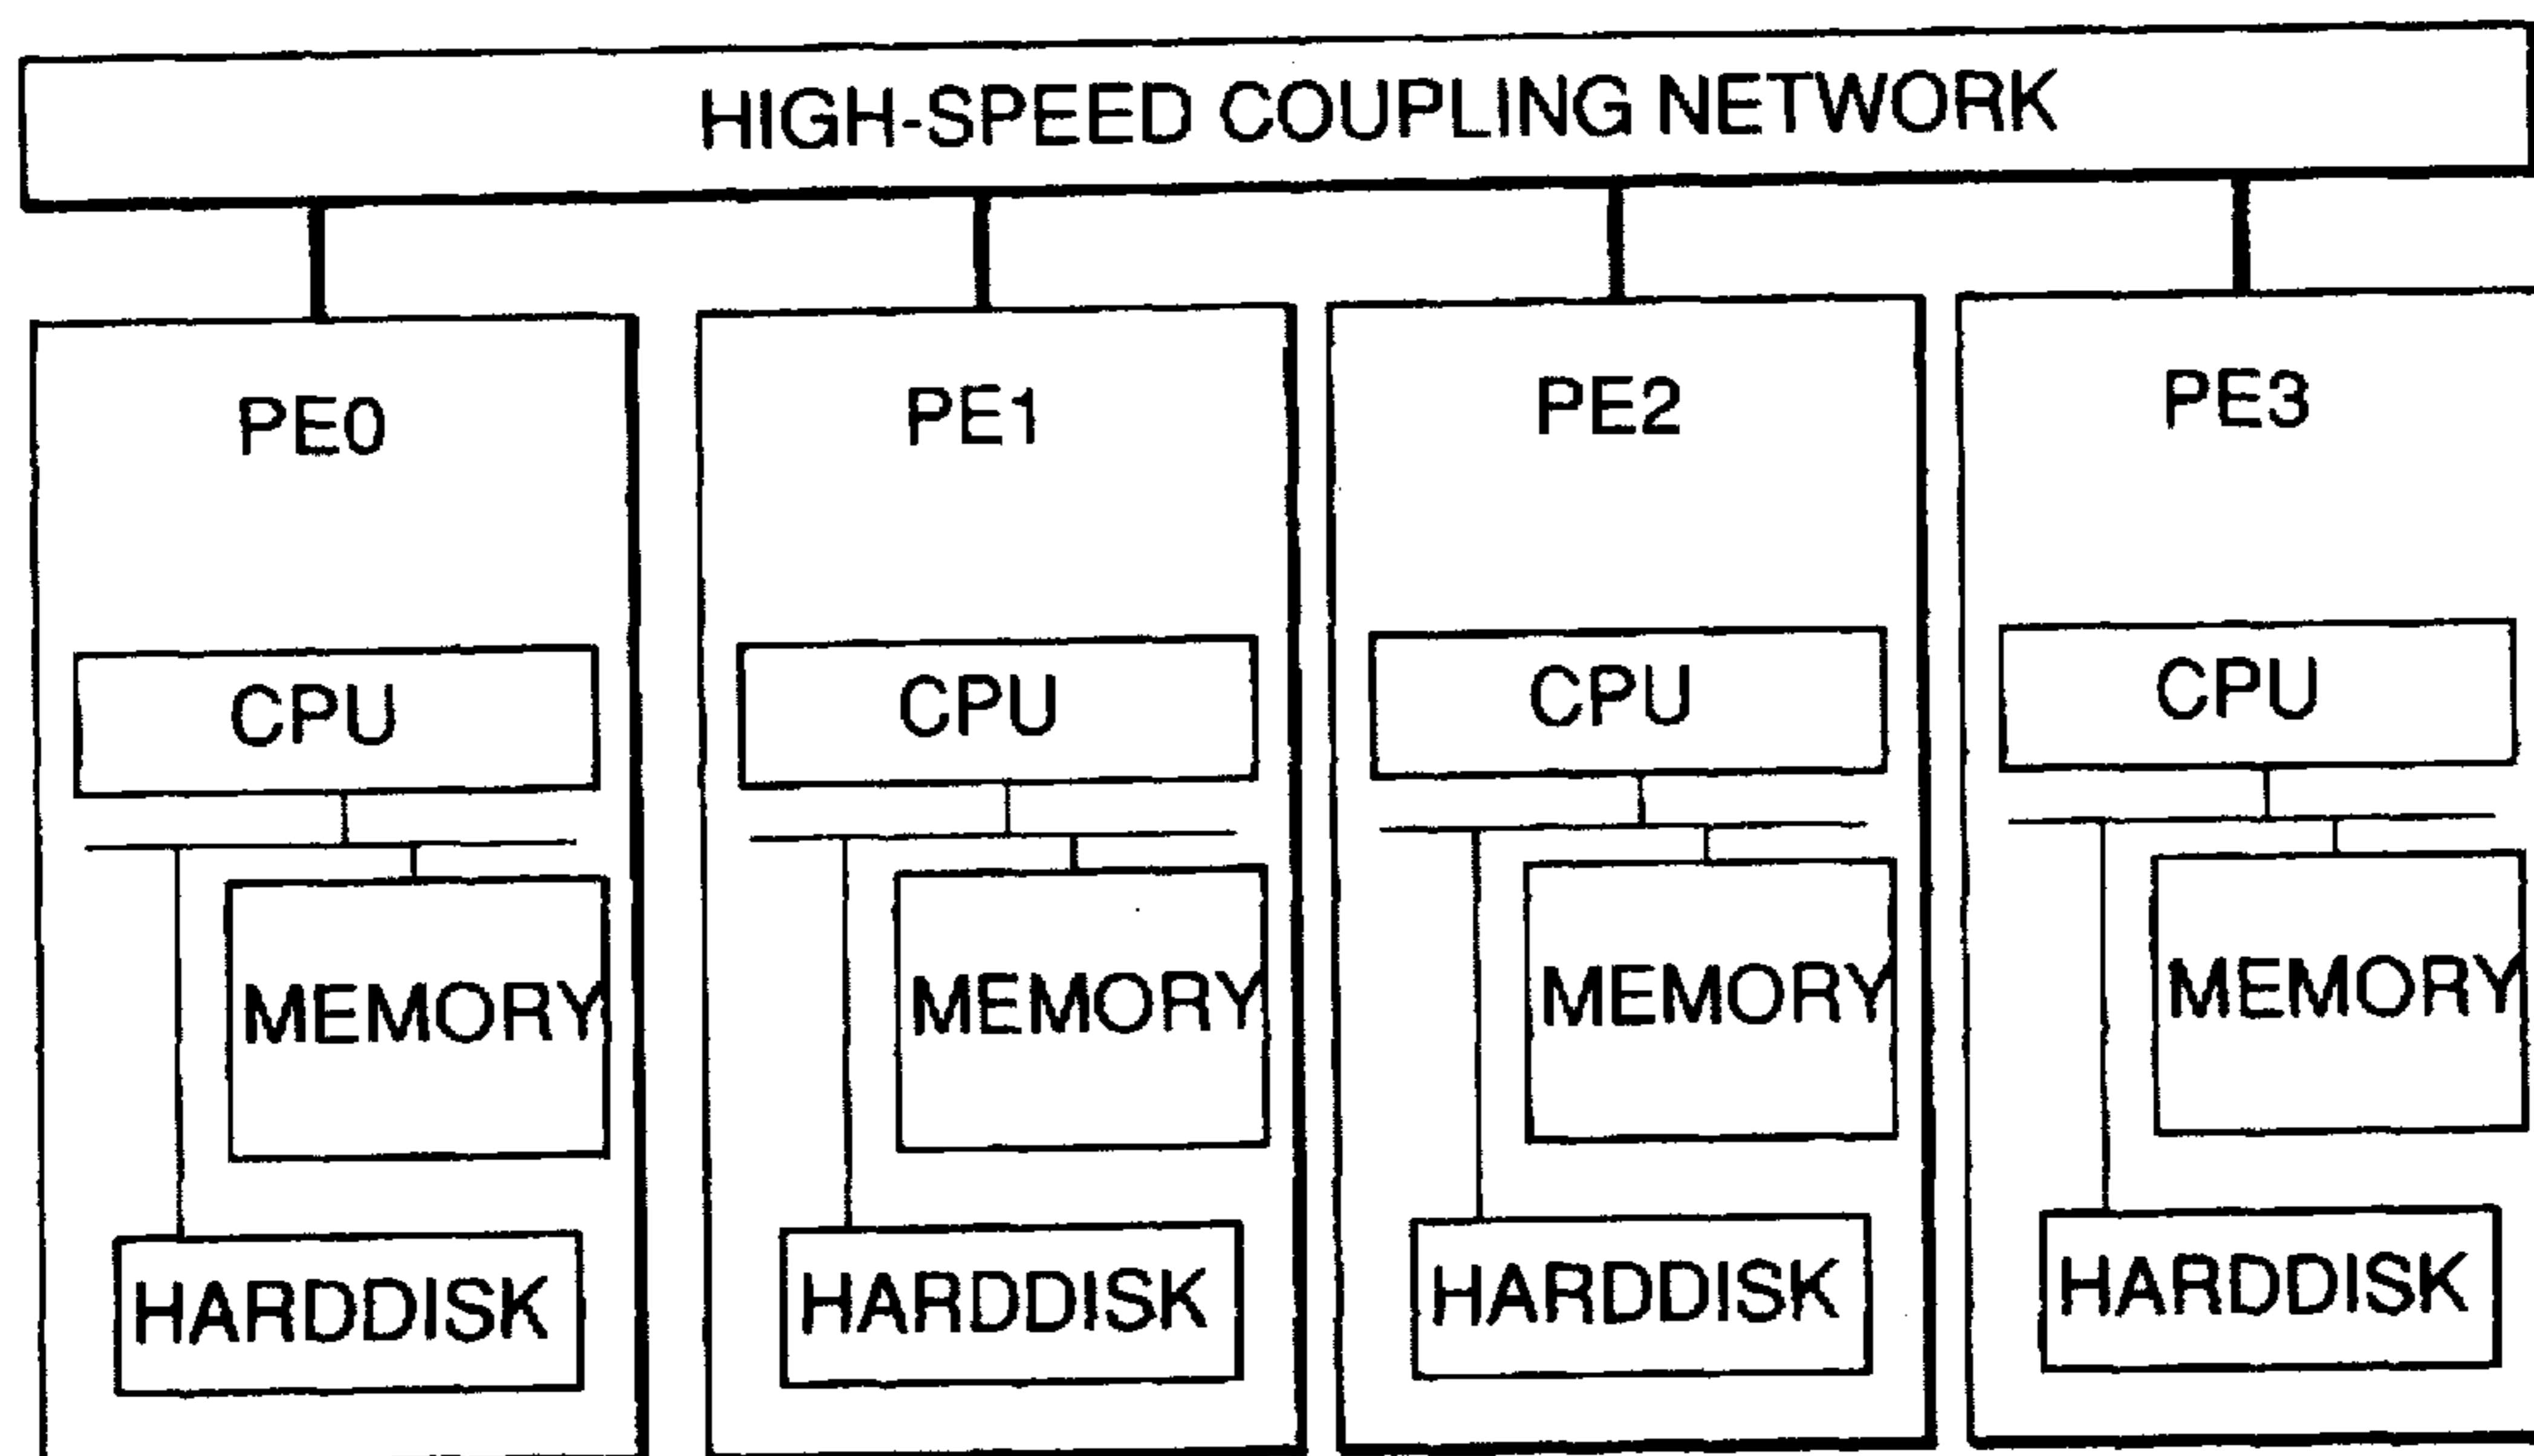 HIGH-SPEED COUPLING NETWORK
PE0 PE1 PE2 PE3
CPU CPU CPU CPU
MEMORY MEMORY MEMORY MEMORY
HARDDISK HARDDISK HARDDISK HARDDISK